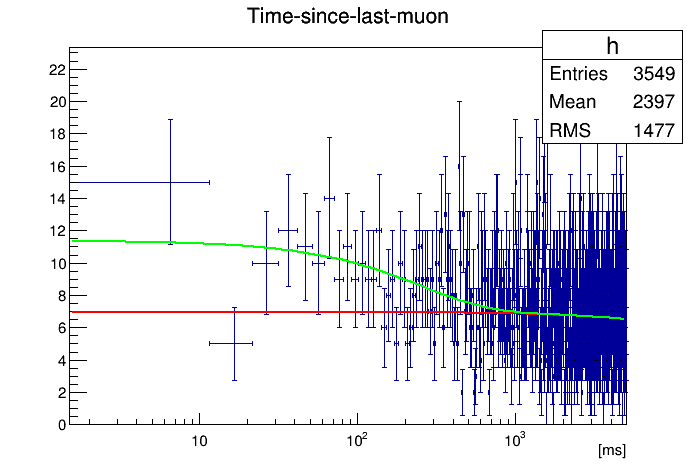 Time-since-last-muon
h
Entries 3549
Mean 2397
RMS 1477
22
20
18
16
14
12
10
8
6
4
2
0
10 10² 10³
[ms]